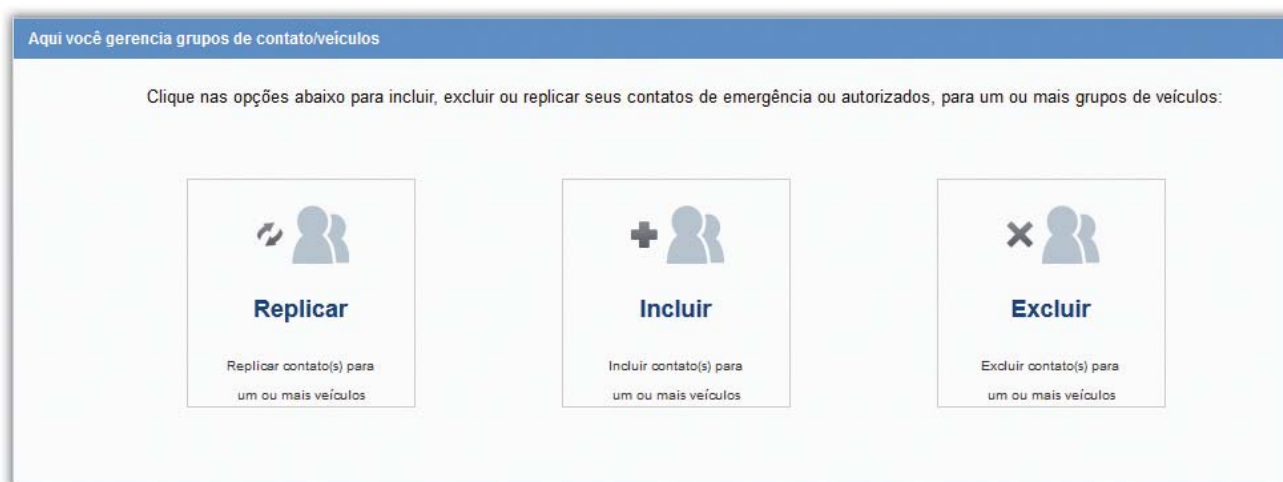 Aqui você gerencia grupos de contato/veículos
Clique nas opções abaixo para incluir, excluir ou replicar seus contatos de emergência ou autorizados, para um ou mais grupos de veículos:
Replicar
Replicar contato(s) para
um ou mais veículos
Incluir
Incluir contato(s) para
um ou mais veículos
Excluir
Excluir contato(s) para
um ou mais veículos